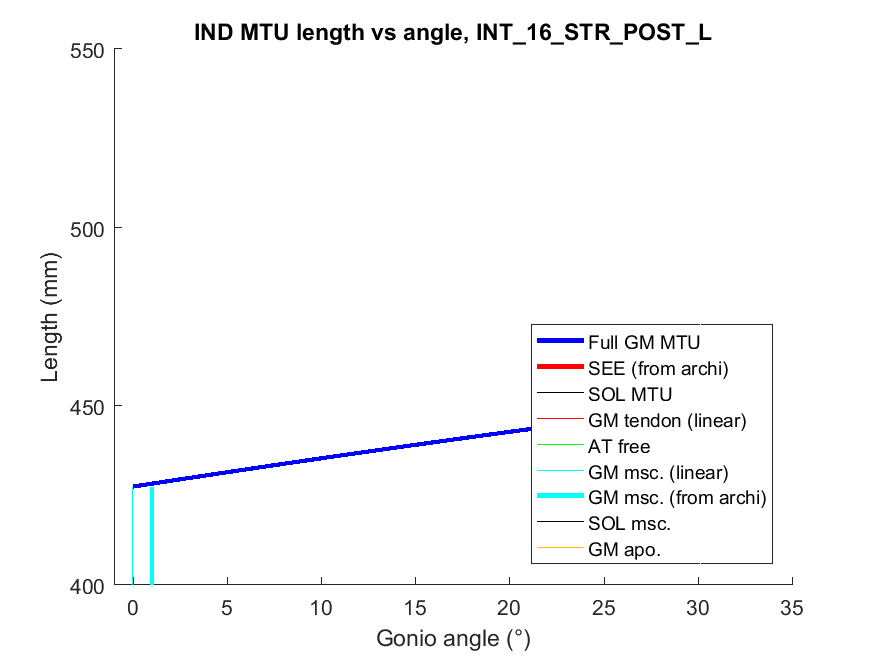 IND MTU length vs angle, INT_16_STR_POST_L
550
500
450
400
Length (mm)
0 5 10 15 20 25 30 35
Gonio angle (°)
Full GM MTU
SEE (from archi)
SOL MTU
GM tendon (linear)
AT free
GM msc. (linear)
GM msc. (from archi)
SOL msc.
GM apo.